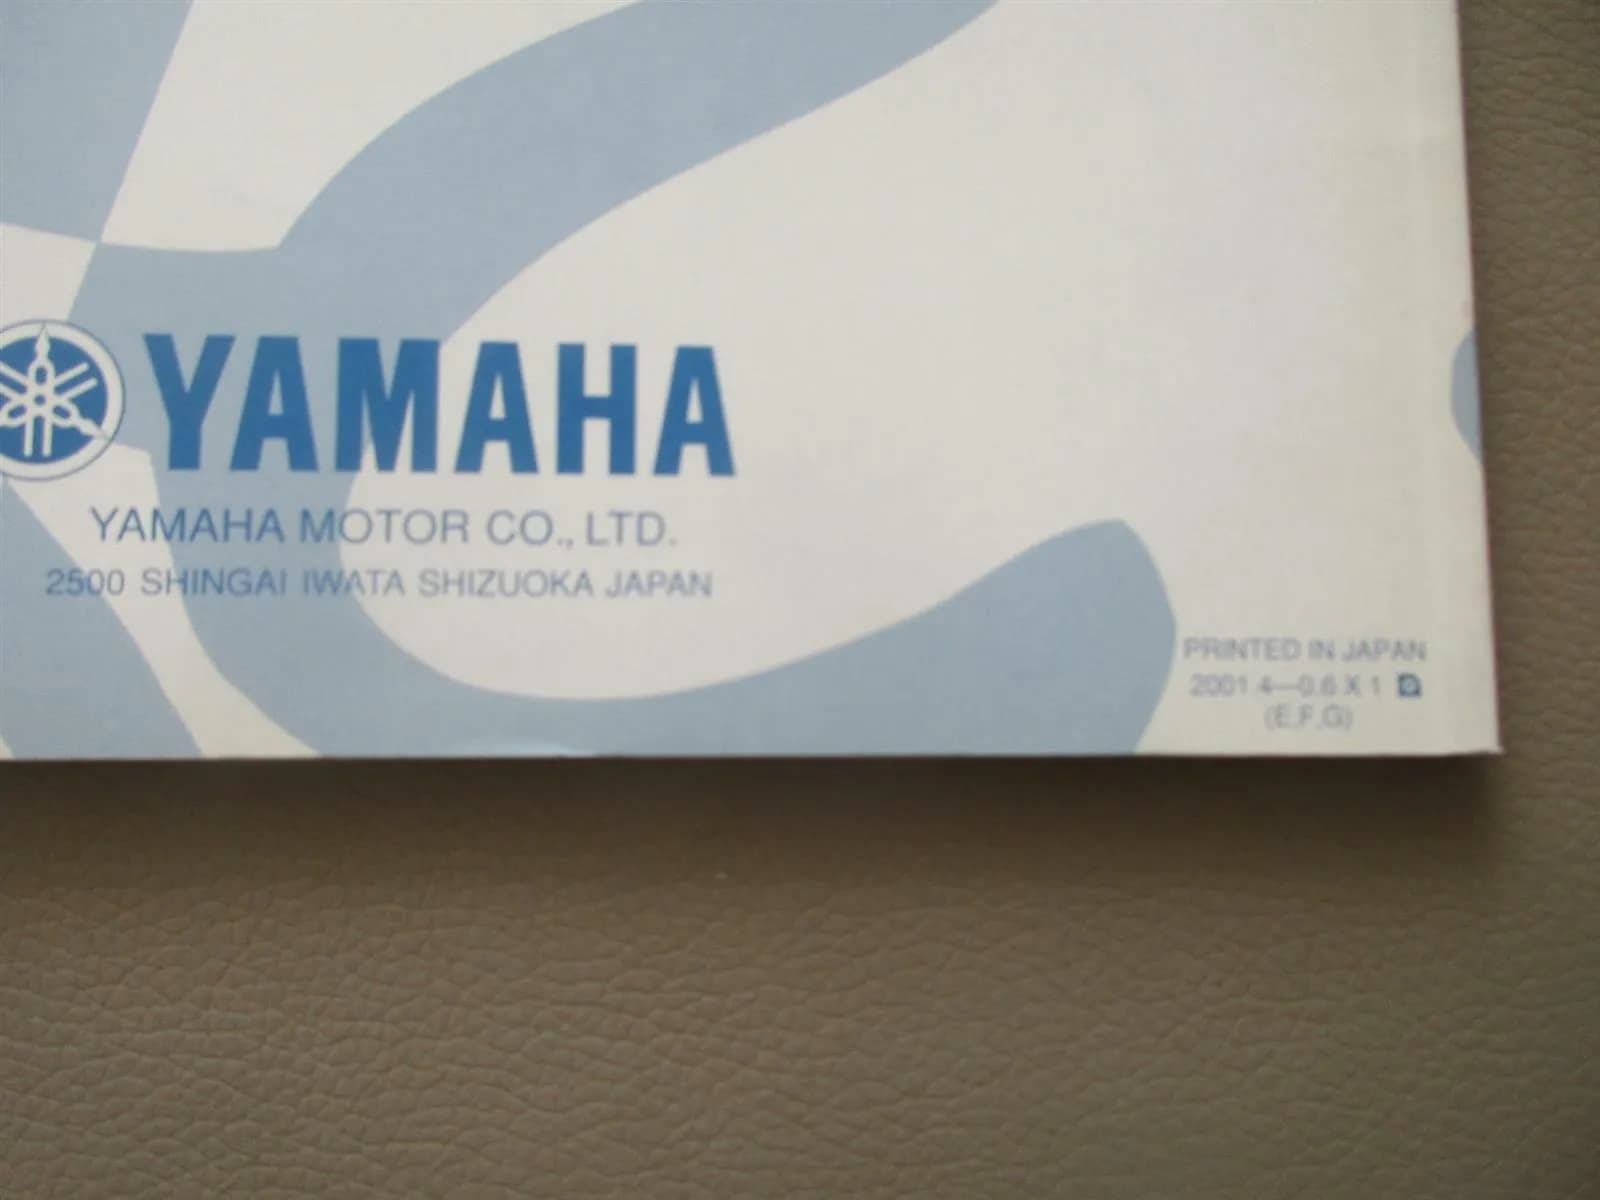 YAMAHA
YAMAHA MOTOR CO., LTD.
2500 SHINGAI IWATA SHIZUOKA JAPAN
PRINTED IN JAPAN
2001.4—0.6 X 1
(E,F,G)